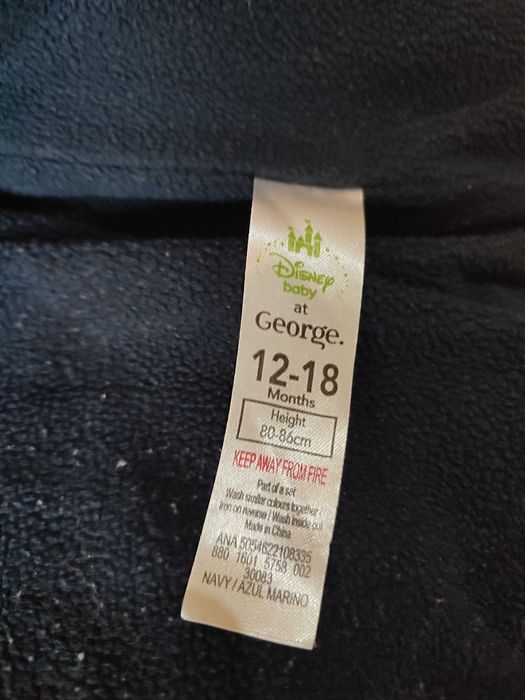 Disney
baby
at
George.
12-18
Months
Height
80-86cm
KEEP AWAY FROM FIRE
Part of a set
Wash similar colours together
Iron on reverse / Wash inside out
Made in China
ANA 5054622108335
880 1601 5758 002
30083
NAVY / AZUL MARINO